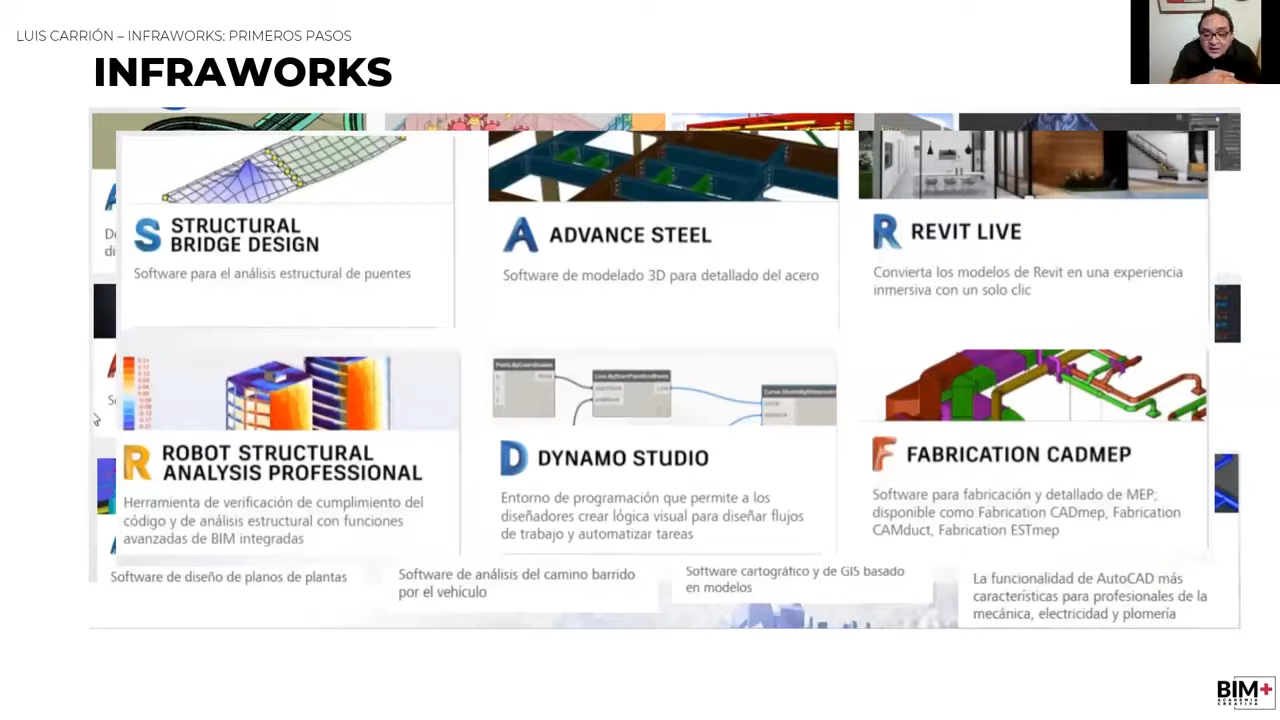 LUIS CARRIÓN – INFRAWORKS: PRIMEROS PASOS
INFRAWORKS
STRUCTURAL
BRIDGE DESIGN
Software para el análisis estructural de puentes
ADVANCE STEEL
Software de modelado 3D para detallado del acero
REVIT LIVE
Convierta los modelos de Revit en una experiencia
inmersiva con un solo clic
ROBOT STRUCTURAL
ANALYSIS PROFESSIONAL
Herramienta de verificación de cumplimiento del
código y de análisis estructural con funciones
avanzadas de BIM integradas
DYNAMO STUDIO
Entorno de programación que permite a los
diseñadores crear lógica visual para diseñar flujos
de trabajo y automatizar tareas
FABRICATION CADMEP
Software para fabricación y detallado de MEP;
disponible como Fabrication CADmep, Fabrication
CAMduct, Fabrication ESTmep
Software de diseño de planos de plantas
Software de análisis del camino barrido
por el vehículo
Software cartográfico y de GIS basado
en modelos
La funcionalidad de AutoCAD más
características para profesionales de la
mecánica, electricidad y plomería
BIM+
ACADEMIA
CREATIVA